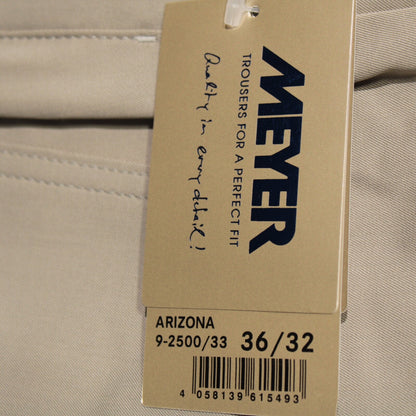 MEYER
TROUSERS FOR A PERFECT FIT
Quality in every detail!
ARIZONA
9-2500/33 36/32
4 058139 615493